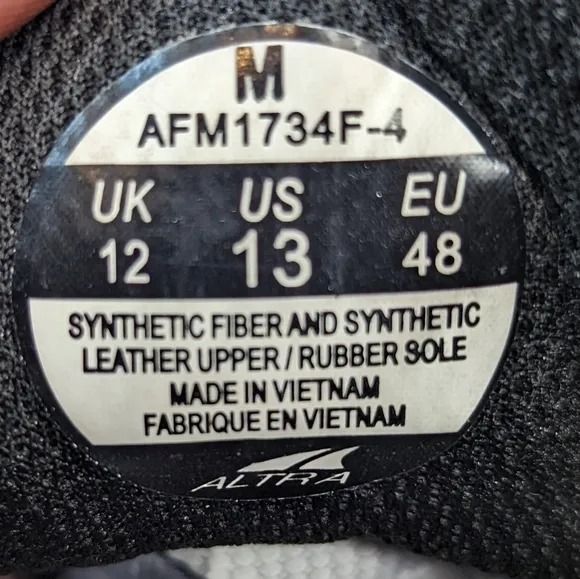 M
AFM1734F-4
UK US EU
12 13 48
SYNTHETIC FIBER AND SYNTHETIC
LEATHER UPPER / RUBBER SOLE
MADE IN VIETNAM
FABRIQUE EN VIETNAM
ALTRA